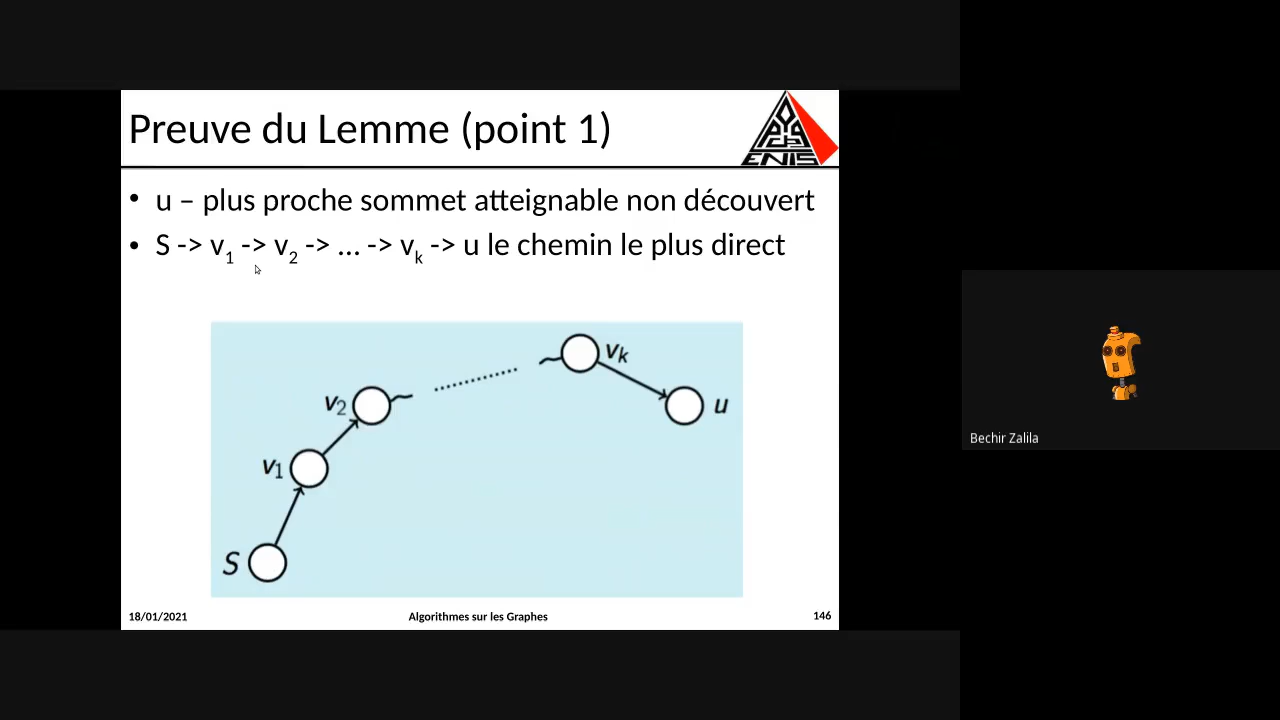 Preuve du Lemme (point 1)
ENIS
• u – plus proche sommet atteignable non découvert
• S -> v1 -> v2 -> ... -> vk -> u le chemin le plus direct
vk
v2
u
v1
S
Bechir Zalila
18/01/2021
Algorithmes sur les Graphes
146